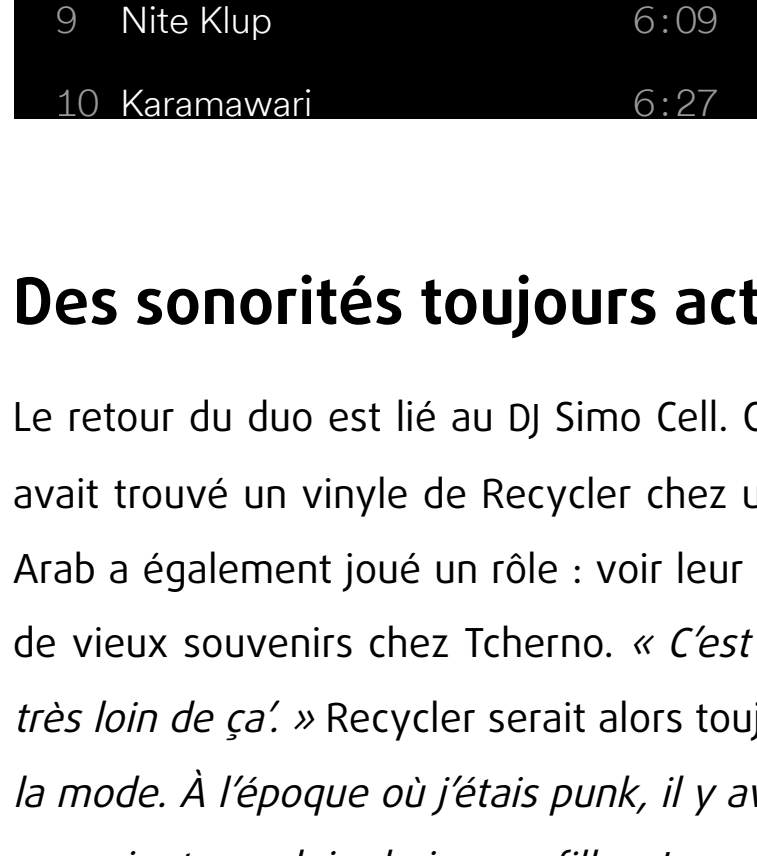 9 Nite Klup 6:09
10 Karamawari 6:27
Des sonorités toujours act
Le retour du duo est lié au DJ Simo Cell.
avait trouvé un vinyle de Recycler chez
Arab a également joué un rôle : voir leur
de vieux souvenirs chez Tcherno. « C’est
très loin de ça’. » Recycler serait alors touj
la mode. À l’époque où j’étais punk, il y av